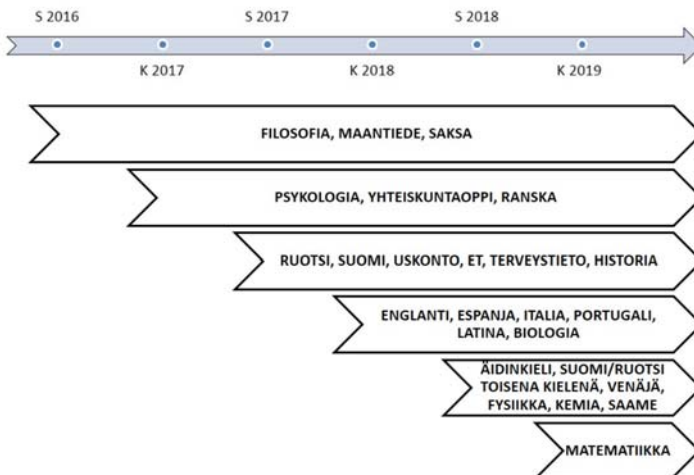 S 2016
S 2017
S 2018
K 2017
K 2018
K 2019
FILOSOFIA, MAANTIEDE, SAKSA
PSYKOLOGIA, YHTEISKUNTAOPPI, RANSKA
RUOTSI, SUOMI, USKONTO, ET, TERVEYSTIETO, HISTORIA
ENGLANTI, ESPANJA, ITALIA, PORTUGALI,
LATINA, BIOLOGIA
ÄIDINKIELI, SUOMI/RUOTSI
TOISENA KIELENÄ, VENÄJÄ,
FYSIIKKA, KEMIA, SAAME
MATEMATIIKKA